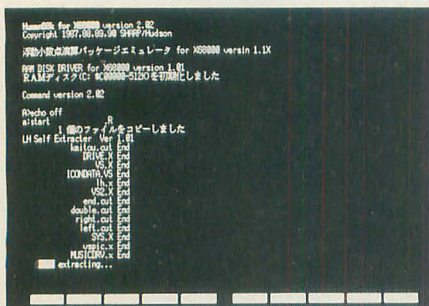 Human68k for X68000 version 2.02
Copyright 1987,88,89,90 SHARP/Hudson
浮動小数点演算パッケージエミュレータ for X68000 versin 1.1X
RAM DISK DRIVER for X68000 version 1.01
RAMディスク(C: $C00000-512K)を初期化しました
Command version 2.02
A>echo off
a:start .R
1 個のファイルをコピーしました
LH Self Extracter Ver 1.01
kaitou.cut End
DRIVE.X End
VS.X End
ICONDATA.VS End
lh.x End
VS2.X End
end.cut End
double.cut End
right.cut End
left.cut End
SYS.X End
vspic.x End
MUSICDRV.x End
extracting...